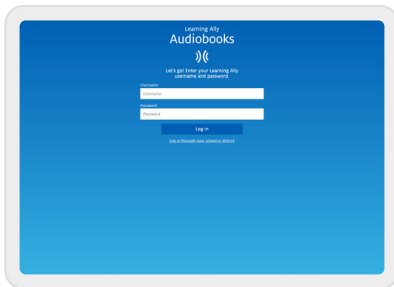 Learning Ally
Audiobooks
Let's go! Enter your Learning Ally
username and password.
Username
Username
Password
Password
Log in
Log in through your school or district